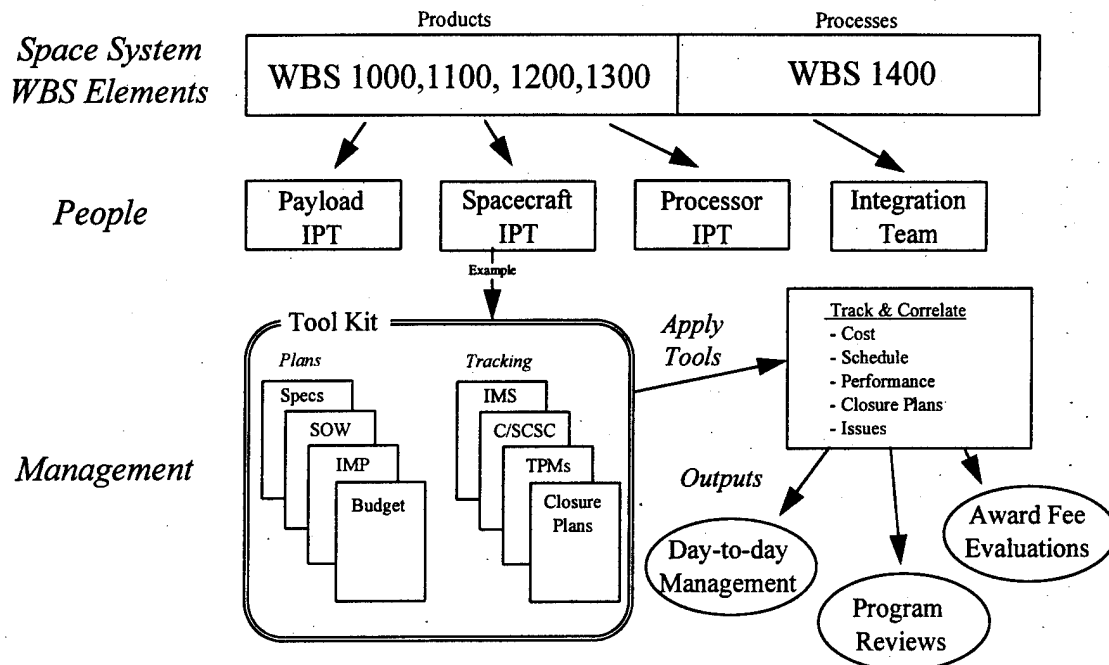 Products
Processes
Space System
WBS Elements
WBS 1000,1100, 1200,1300
WBS 1400
People
Payload
IPT
Spacecraft
IPT
Processor
IPT
Integration
Team
Example
Management
Tool Kit
Plans
Specs
SOW
IMP
Budget
Tracking
IMS
C/SCSC
TPMs
Closure
Plans
Apply
Tools
Track & Correlate
- Cost
- Schedule
- Performance
- Closure Plans
- Issues
Outputs
Day-to-day
Management
Program
Reviews
Award Fee
Evaluations